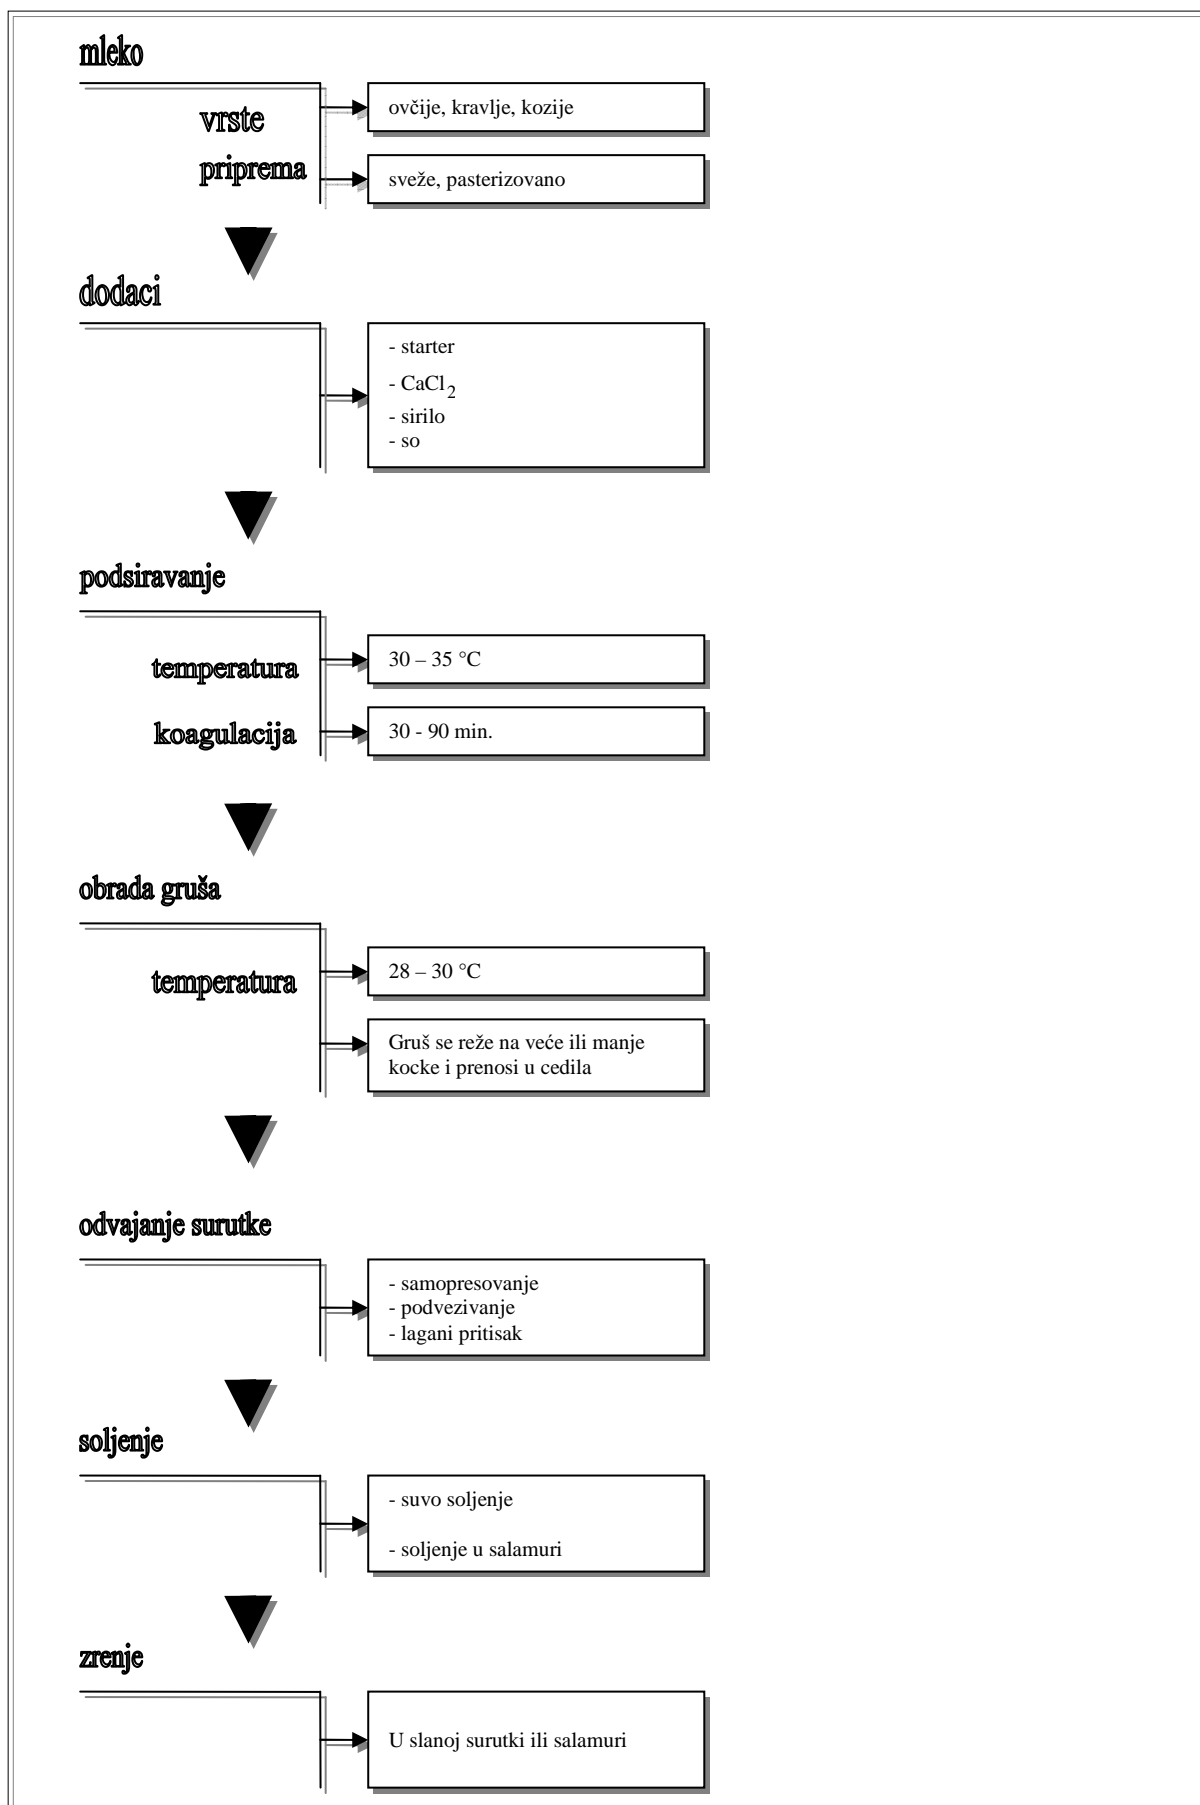 mleko
vrste
ovčije, kravlje, kozije
priprema
sveže, pasterizovano
dodaci
- starter
- CaCl2
- sirilo
- so
podsiravanje
temperatura
30 – 35 °C
koagulacija
30 - 90 min.
obrada gruša
temperatura
28 – 30 °C
Gruš se reže na veće ili manje
kocke i prenosi u cedila
odvajanje surutke
- samopresovanje
- podvezivanje
- lagani pritisak
soljenje
- suvo soljenje
- soljenje u salamuri
zrenje
U slanoj surutki ili salamuri